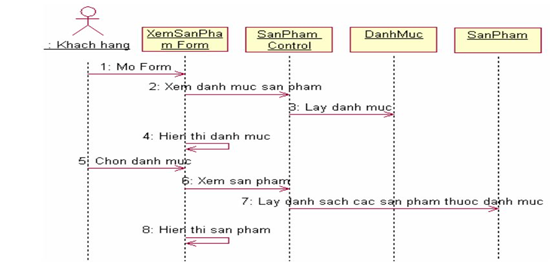 XemSanPha
m Form
SanPham
Control
DanhMuc
SanPham
: Khach hang
1: Mo Form
2: Xem danh muc san pham
3: Lay danh muc
4: Hien thi danh muc
5: Chon danh muc
6: Xem san pham
7: Lay danh sach cac san pham thuoc danh muc
8: Hien thi san pham